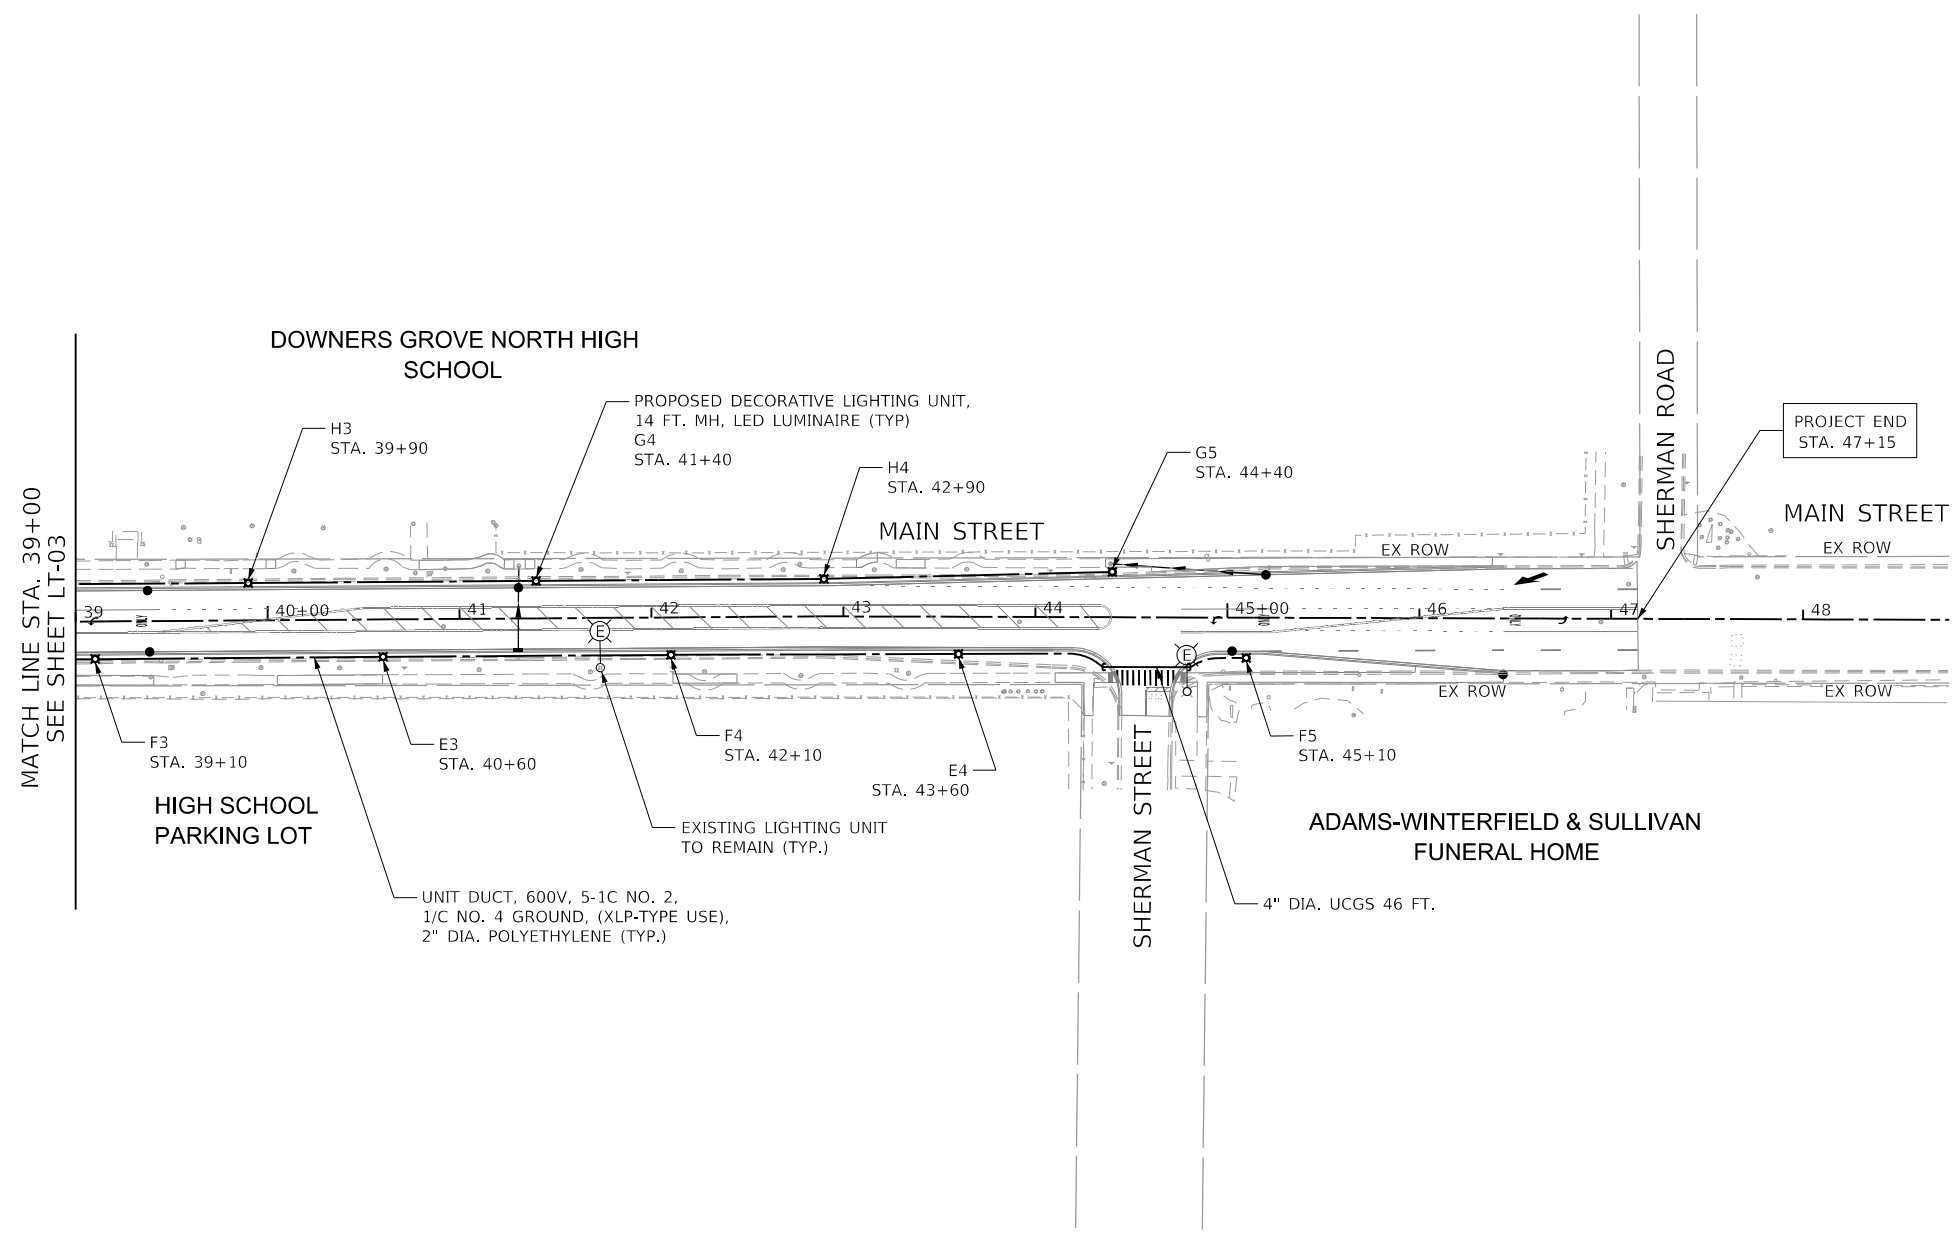 DOWNERS GROVE NORTH HIGH
SCHOOL
H3
STA. 39+90
PROPOSED DECORATIVE LIGHTING UNIT,
14 FT. MH, LED LUMINAIRE (TYP)
G4
STA. 41+40
H4
STA. 42+90
G5
STA. 44+40
PROJECT END
STA. 47+15
SHERMAN ROAD
MAIN STREET
MAIN STREET
EX ROW
EX ROW
MATCH LINE STA. 39+00
SEE SHEET LT-03
39
40+00
41
42
43
44
45+00
46
47
48
ONLY
ONLY
ONLY
E
E
EX ROW
EX ROW
F3
STA. 39+10
E3
STA. 40+60
F4
STA. 42+10
E4
STA. 43+60
F5
STA. 45+10
HIGH SCHOOL
PARKING LOT
EXISTING LIGHTING UNIT
TO REMAIN (TYP.)
SHERMAN STREET
ADAMS-WINTERFIELD & SULLIVAN
FUNERAL HOME
UNIT DUCT, 600V, 5-1C NO. 2,
1/C NO. 4 GROUND, (XLP-TYPE USE),
2" DIA. POLYETHYLENE (TYP.)
4" DIA. UCGS 46 FT.